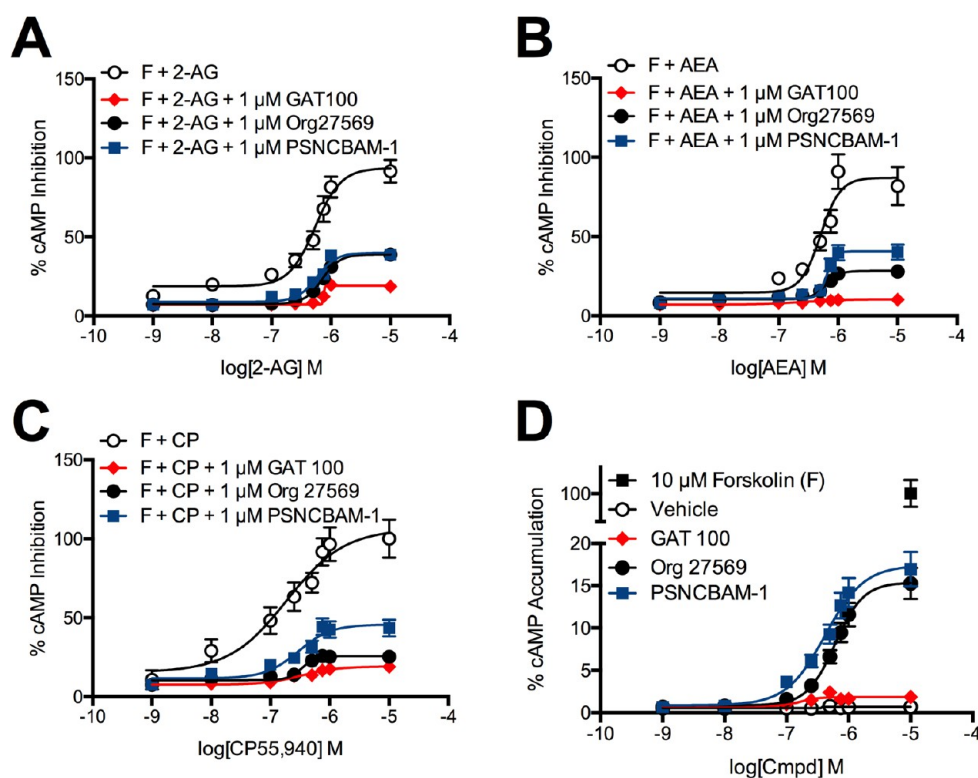 A
F + 2-AG
F + 2-AG + 1 µM GAT100
F + 2-AG + 1 µM Org27569
F + 2-AG + 1 µM PSNCBAM-1
150
100
50
0
% cAMP Inhibition
-9 -8 -7 -6 -5 -4
log[2-AG] M
B
F + AEA
F + AEA + 1 µM GAT100
F + AEA + 1 µM Org27569
F + AEA + 1 µM PSNCBAM-1
150
100
50
0
% cAMP Inhibition
-9 -8 -7 -6 -5 -4
log[AEA] M
C
F + CP
F + CP + 1 µM GAT 100
F + CP + 1 µM Org 27569
F + CP + 1 µM PSNCBAM-1
150
100
50
0
% cAMP Inhibition
-9 -8 -7 -6 -5 -4
log[CP55,940] M
D
10 µM Forskolin (F)
Vehicle
GAT 100
Org 27569
PSNCBAM-1
100
20
15
10
5
0
% cAMP Accumulation
-10 -9 -8 -7 -6 -5 -4
log[Cmpd] M